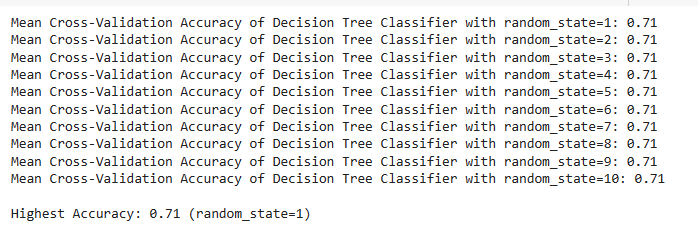 Mean Cross-Validation Accuracy of Decision Tree Classifier with random_state=1: 0.71
Mean Cross-Validation Accuracy of Decision Tree Classifier with random_state=2: 0.71
Mean Cross-Validation Accuracy of Decision Tree Classifier with random_state=3: 0.71
Mean Cross-Validation Accuracy of Decision Tree Classifier with random_state=4: 0.71
Mean Cross-Validation Accuracy of Decision Tree Classifier with random_state=5: 0.71
Mean Cross-Validation Accuracy of Decision Tree Classifier with random_state=6: 0.71
Mean Cross-Validation Accuracy of Decision Tree Classifier with random_state=7: 0.71
Mean Cross-Validation Accuracy of Decision Tree Classifier with random_state=8: 0.71
Mean Cross-Validation Accuracy of Decision Tree Classifier with random_state=9: 0.71
Mean Cross-Validation Accuracy of Decision Tree Classifier with random_state=10: 0.71
Highest Accuracy: 0.71 (random_state=1)